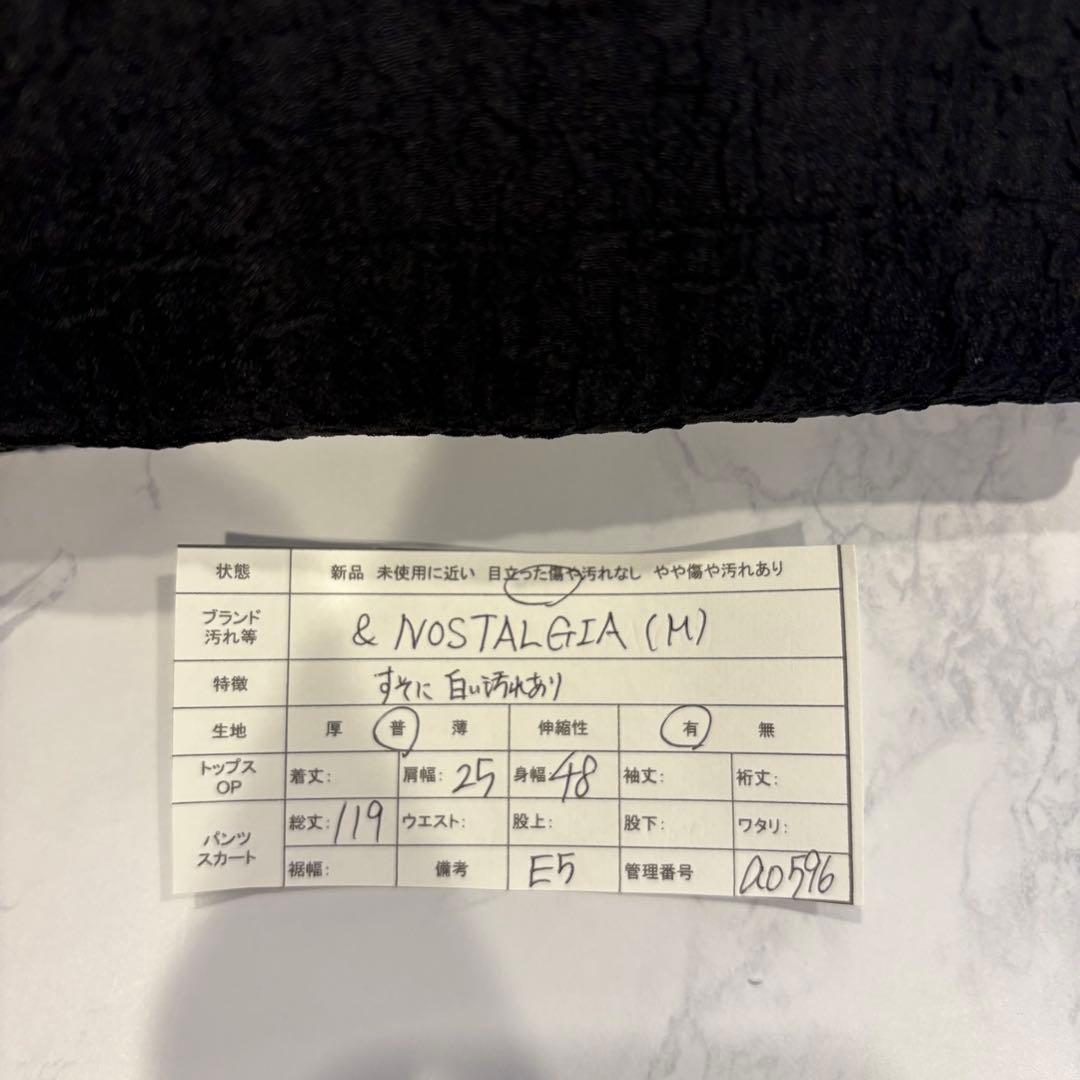 状態 新品 未使用に近い 目立った傷や汚れなし やや傷や汚れあり
ブランド
汚れ等 & NOSTALGIA (M)
特徴 すそに 白い汚れあり
生地 厚 普 薄 伸縮性 有 無
トップス
OP 着丈: 肩幅: 25 身幅: 48 袖丈: 裄丈:
パンツ
スカート 総丈: 119 ウエスト: 股上: 股下: ワタリ:
裾幅: 備考 E5 管理番号 a0596